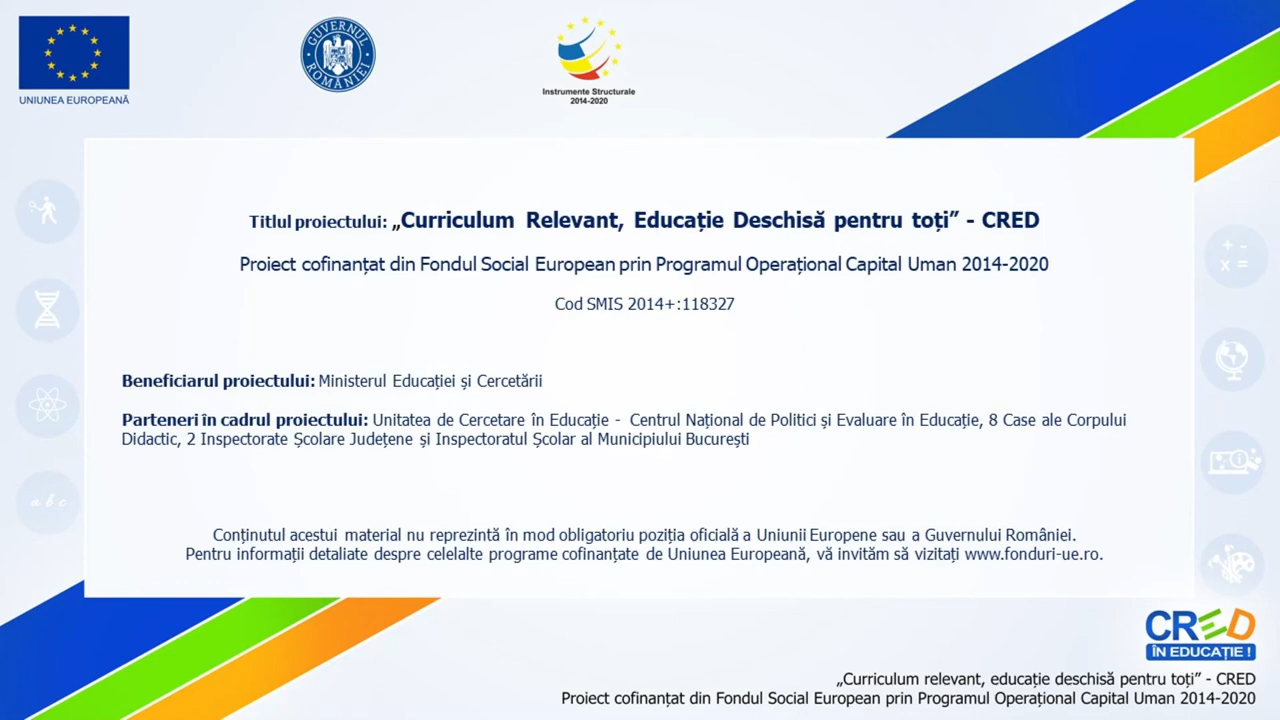 UNIUNEA EUROPEANĂ
GUVERNUL ROMÂNIEI
Instrumente Structurale
2014-2020
Titlul proiectului: „Curriculum Relevant, Educație Deschisă pentru toți” - CRED
Proiect cofinanțat din Fondul Social European prin Programul Operațional Capital Uman 2014-2020
Cod SMIS 2014+:118327
Beneficiarul proiectului: Ministerul Educației și Cercetării
Parteneri în cadrul proiectului: Unitatea de Cercetare în Educație - Centrul Național de Politici și Evaluare în Educație, 8 Case ale Corpului
Didactic, 2 Inspectorate Școlare Județene și Inspectoratul Școlar al Municipiului București
a b c
+ -
x =
Conținutul acestui material nu reprezintă în mod obligatoriu poziția oficială a Uniunii Europene sau a Guvernului României.
Pentru informații detaliate despre celelalte programe cofinanțate de Uniunea Europeană, vă invităm să vizitați www.fonduri-ue.ro.
CRED
ÎN EDUCAȚIE !
„Curriculum relevant, educație deschisă pentru toți” - CRED
Proiect cofinanțat din Fondul Social European prin Programul Operațional Capital Uman 2014-2020